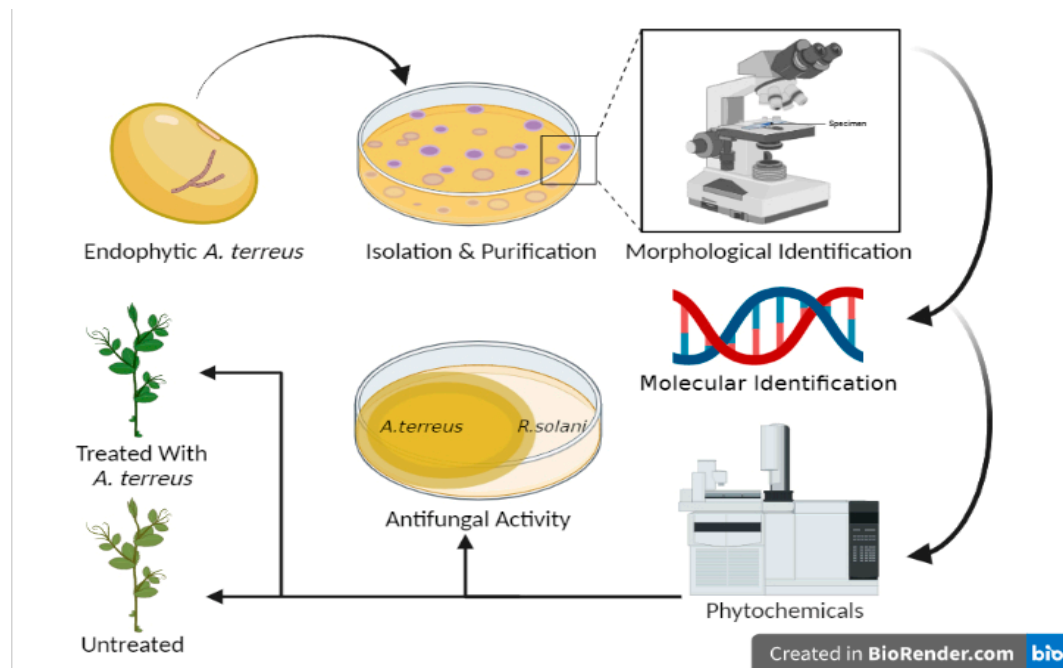 Specimen
Endophytic A. terreus
Isolation & Purification
Morphological Identification
Molecular Identification
A.terreus
R.solani
Treated With
A. terreus
Antifungal Activity
Phytochemicals
Untreated
Created in BioRender.com
bio